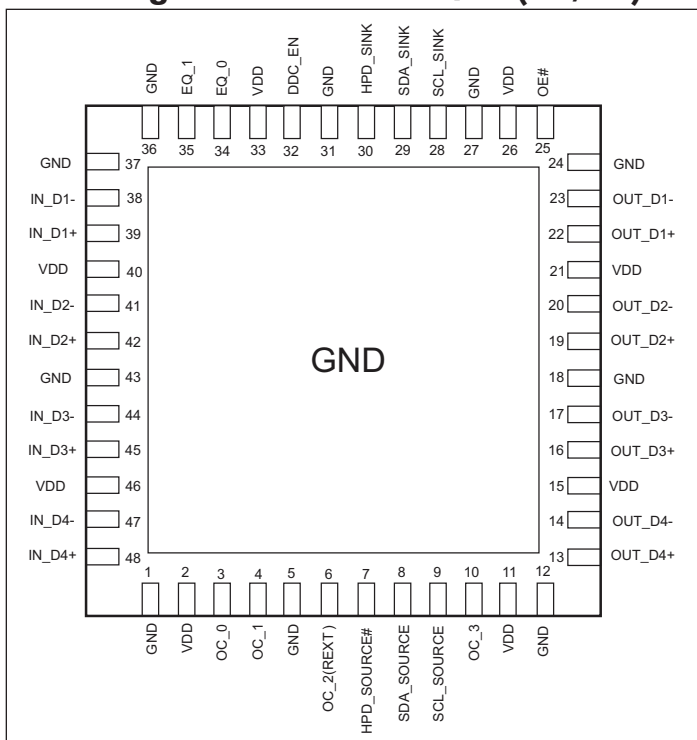 GND
EQ_1
EQ_0
VDD
DDC_EN
GND
HPD_SINK
SDA_SINK
SCL_SINK
GND
VDD
OE#
36 35 34 33 32 31 30 29 28 27 26 25
GND 37 24 GND
IN_D1- 38 23 OUT_D1-
IN_D1+ 39 22 OUT_D1+
VDD 40 21 VDD
IN_D2- 41 20 OUT_D2-
IN_D2+ 42 19 OUT_D2+
GND 43 18 GND
GND
IN_D3- 44 17 OUT_D3-
IN_D3+ 45 16 OUT_D3+
VDD 46 15 VDD
IN_D4- 47 14 OUT_D4-
IN_D4+ 48 13 OUT_D4+
1 2 3 4 5 6 7 8 9 10 11 12
GND
VDD
OC_0
OC_1
GND
OC_2(REXT)
HPD_SOURCE#
SDA_SOURCE
SCL_SOURCE
OC_3
VDD
GND